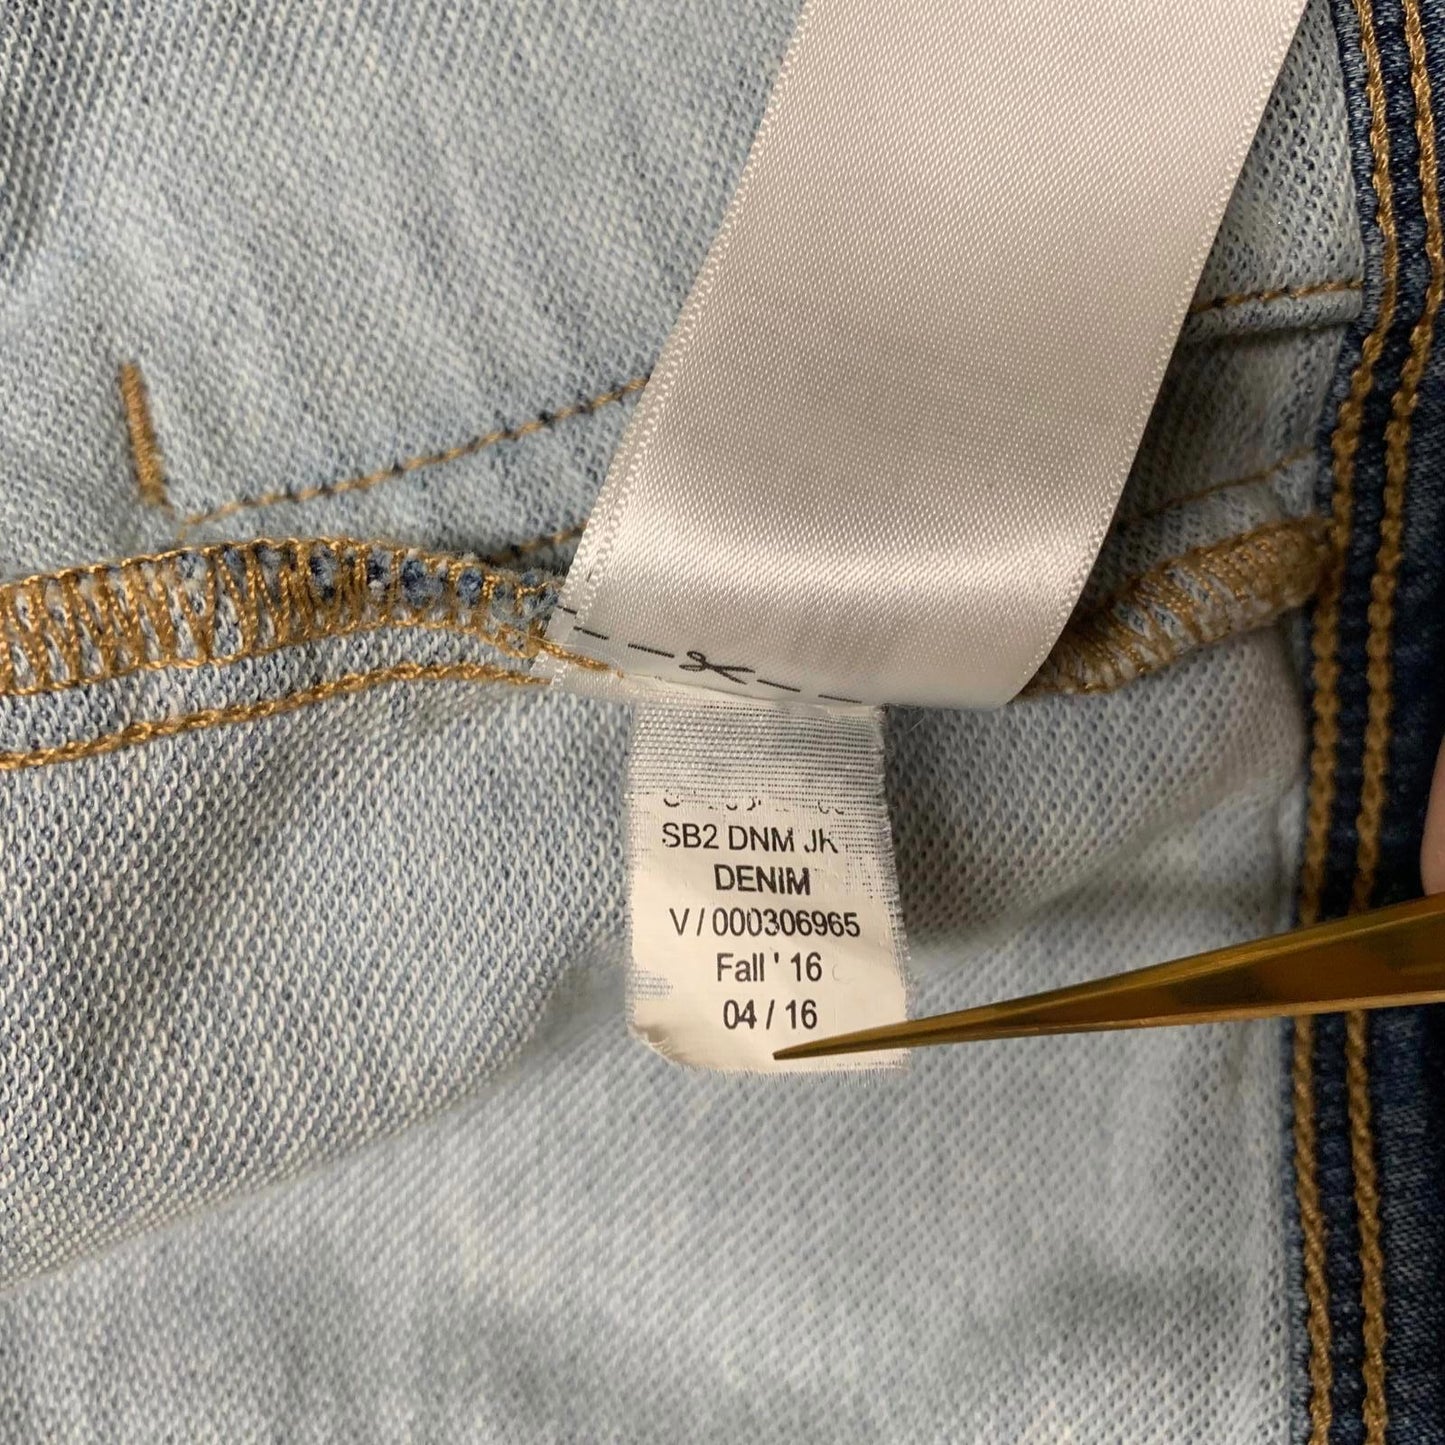 SB2 DNM JK
DENIM
V / 000306965
Fall ' 16
04 / 16